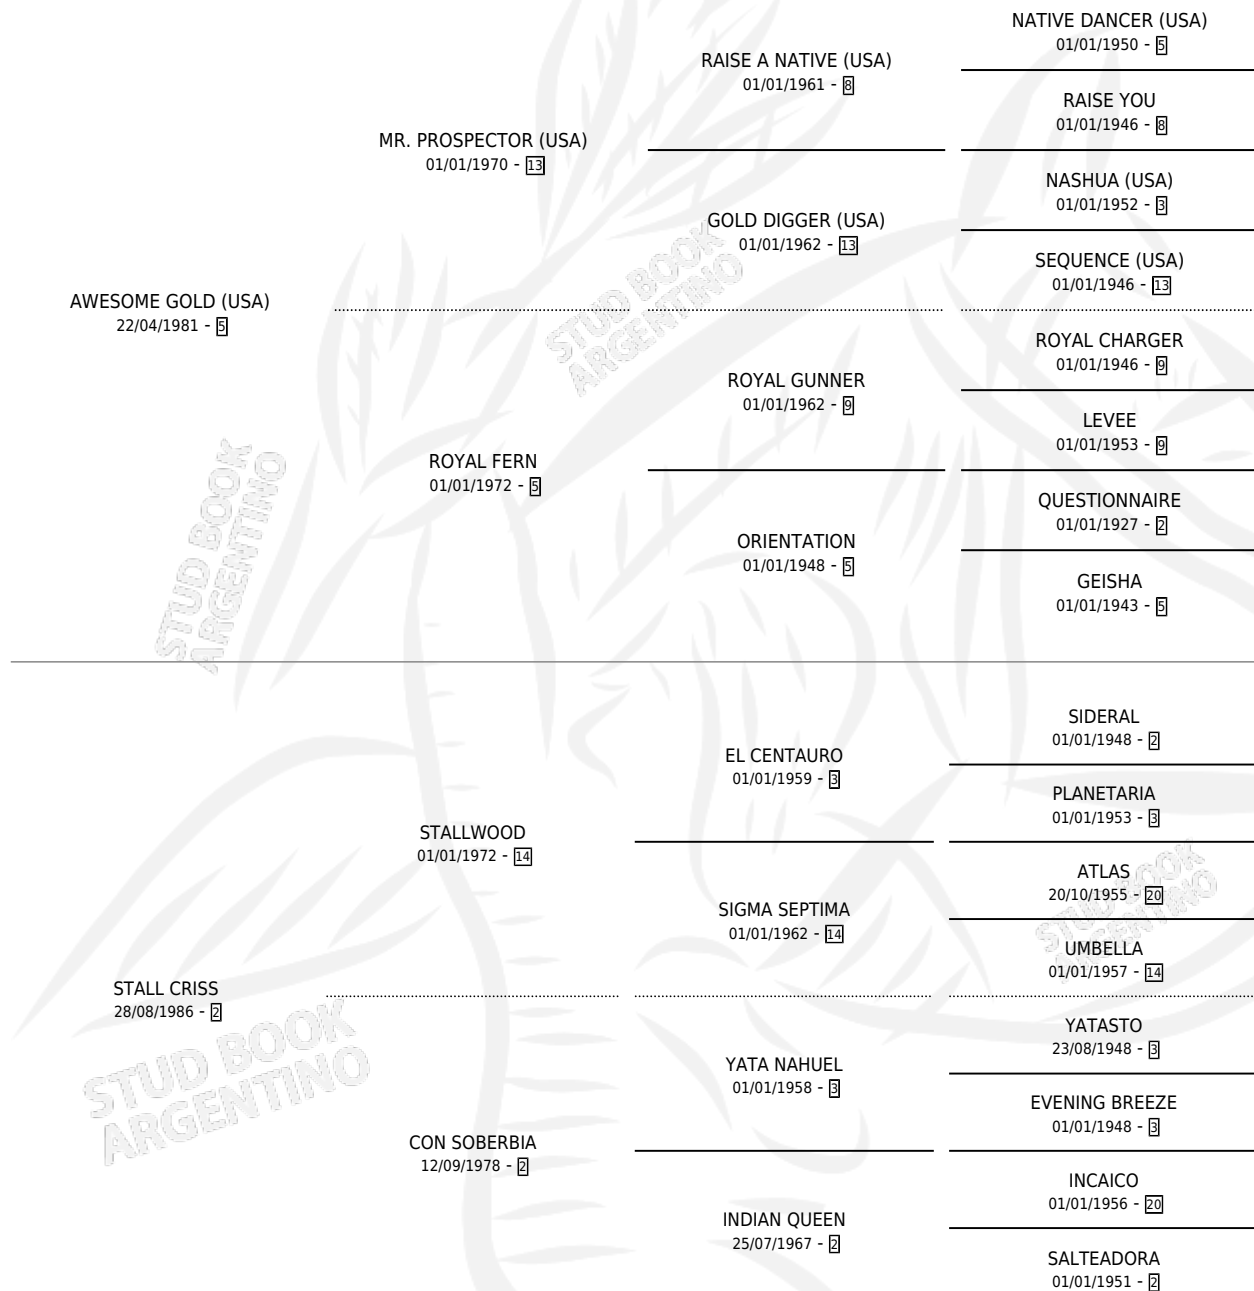 NATIVE DANCER (USA)
01/01/1950 - 5
RAISE A NATIVE (USA)
01/01/1961 - 8
RAISE YOU
01/01/1946 - 8
MR. PROSPECTOR (USA)
01/01/1970 - 13
NASHUA (USA)
01/01/1952 - 3
GOLD DIGGER (USA)
01/01/1962 - 13
SEQUENCE (USA)
01/01/1946 - 13
AWESOME GOLD (USA)
22/04/1981 - 5
ROYAL CHARGER
01/01/1946 - 9
ROYAL GUNNER
01/01/1962 - 9
LEVEE
01/01/1953 - 9
ROYAL FERN
01/01/1972 - 5
QUESTIONNAIRE
01/01/1927 - 2
ORIENTATION
01/01/1948 - 5
GEISHA
01/01/1943 - 5
SIDERAL
01/01/1948 - 2
EL CENTAURO
01/01/1959 - 3
PLANETARIA
01/01/1953 - 3
STALLWOOD
01/01/1972 - 14
ATLAS
20/10/1955 - 20
SIGMA SEPTIMA
01/01/1962 - 14
UMBELLA
01/01/1957 - 14
STALL CRISS
28/08/1986 - 2
YATASTO
23/08/1948 - 3
YATA NAHUEL
01/01/1958 - 3
EVENING BREEZE
01/01/1948 - 3
CON SOBERBIA
12/09/1978 - 2
INCAICO
01/01/1956 - 20
INDIAN QUEEN
25/07/1967 - 2
SALTEADORA
01/01/1951 - 2
STUD BOOK
ARGENTINO
STUD BOOK
ARGENTINO
STUD BOOK
ARGENTINO
STUD BOOK
ARGENTINO